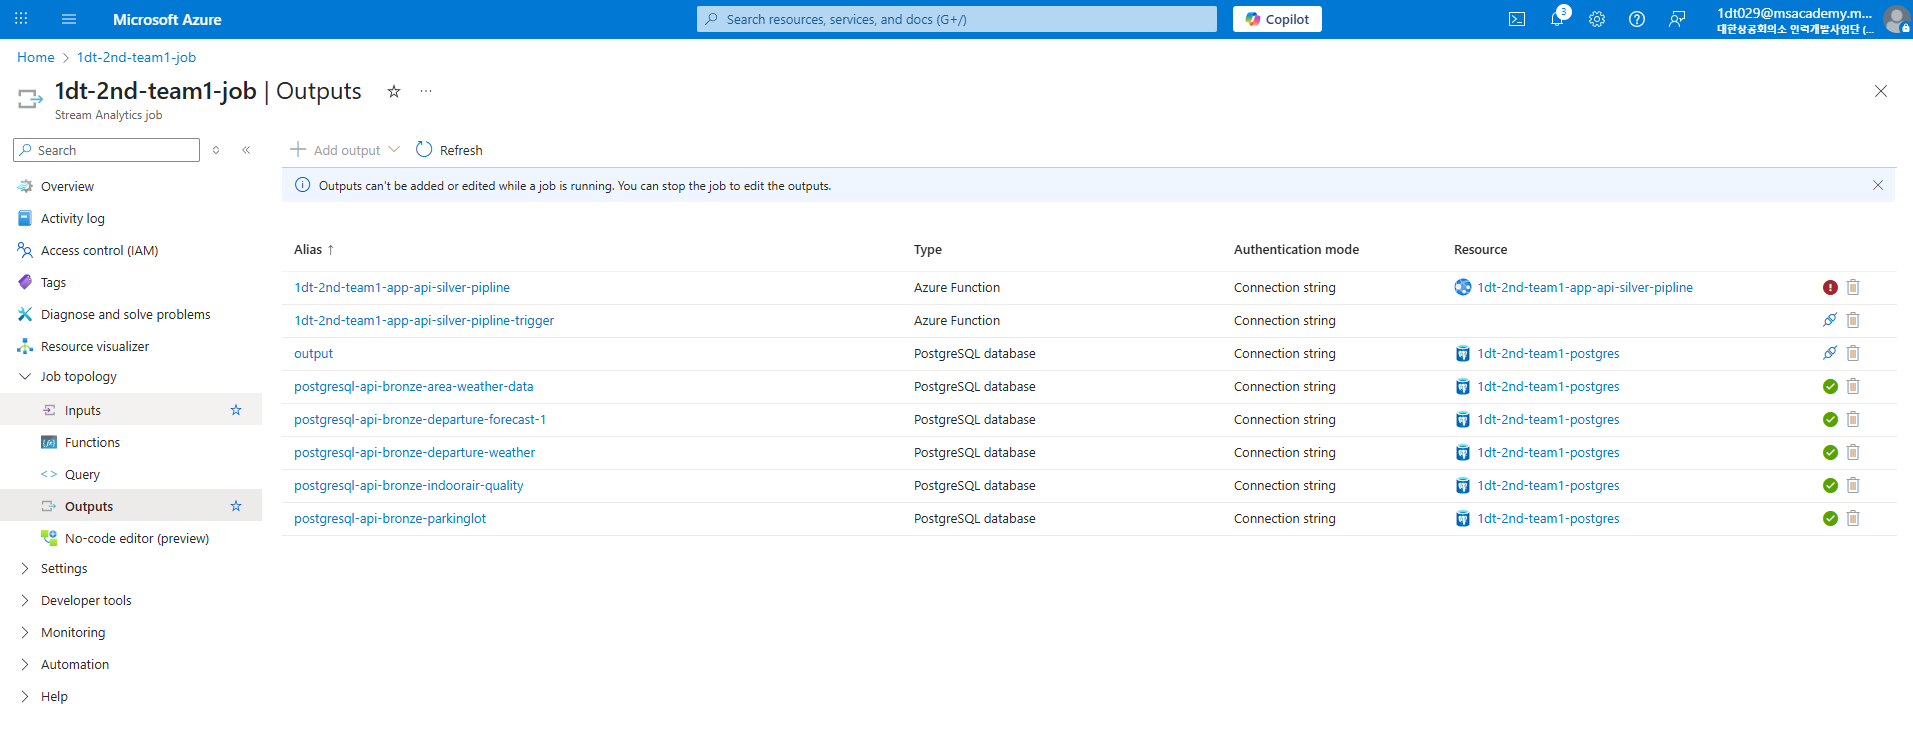 Microsoft Azure
Search resources, services, and docs (G+/)
Copilot
3
1dt029@msacademy.m...
대한상공회의소 인력개발사업단 (...
Home > 1dt-2nd-team1-job
1dt-2nd-team1-job | Outputs
Stream Analytics job
Search
Add output
Refresh
Outputs can't be added or edited while a job is running. You can stop the job to edit the outputs.
Overview
Activity log
Access control (IAM)
Tags
Diagnose and solve problems
Resource visualizer
Job topology
Inputs
Functions
Query
Outputs
No-code editor (preview)
Settings
Developer tools
Monitoring
Automation
Help
Alias ↑ Type Authentication mode Resource
1dt-2nd-team1-app-api-silver-pipline Azure Function Connection string 1dt-2nd-team1-app-api-silver-pipline
1dt-2nd-team1-app-api-silver-pipline-trigger Azure Function Connection string
output PostgreSQL database Connection string 1dt-2nd-team1-postgres
postgresql-api-bronze-area-weather-data PostgreSQL database Connection string 1dt-2nd-team1-postgres
postgresql-api-bronze-departure-forecast-1 PostgreSQL database Connection string 1dt-2nd-team1-postgres
postgresql-api-bronze-departure-weather PostgreSQL database Connection string 1dt-2nd-team1-postgres
postgresql-api-bronze-indoorair-quality PostgreSQL database Connection string 1dt-2nd-team1-postgres
postgresql-api-bronze-parkinglot PostgreSQL database Connection string 1dt-2nd-team1-postgres